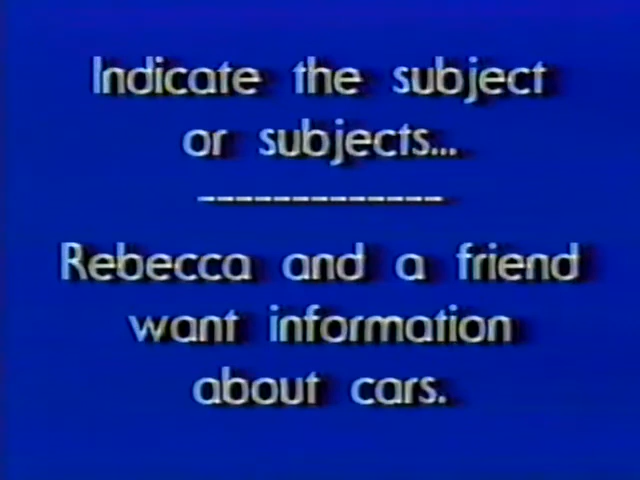 Indicate the subject
or subjects...
-------------
Rebecca and a friend
want information
about cars.